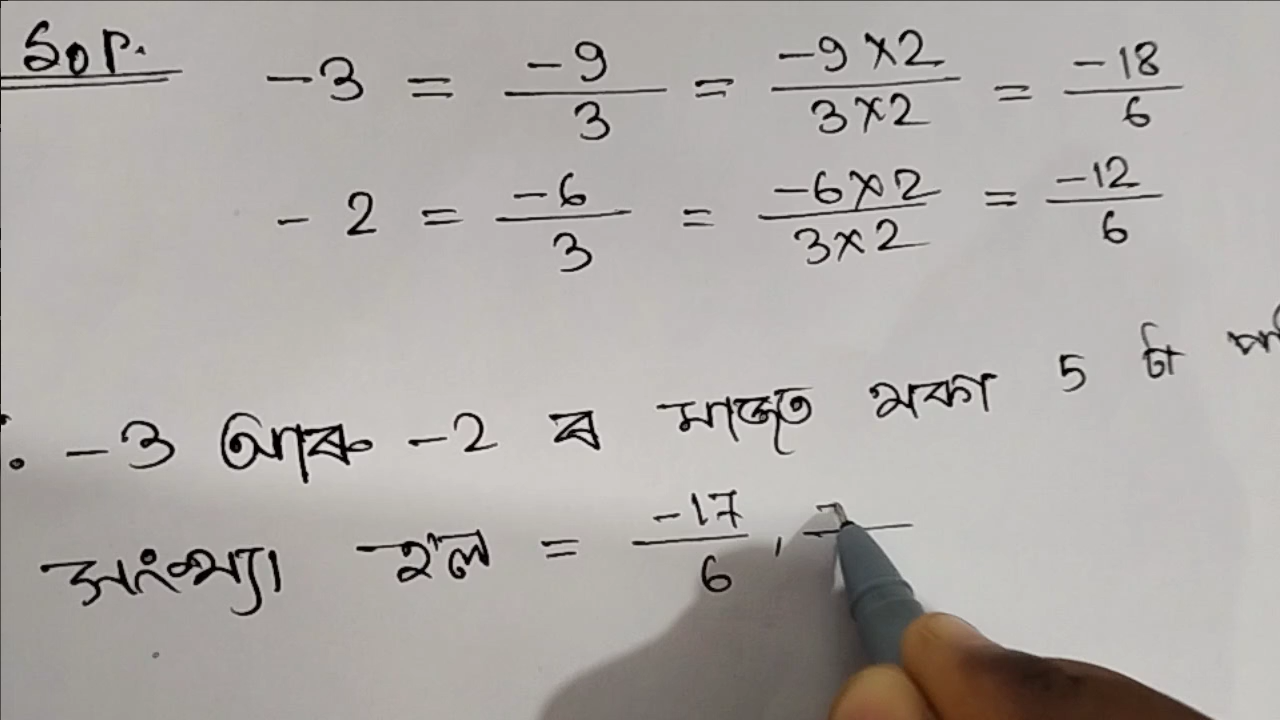 Sol.
-3 = -9/3 = -9×2/3×2 = -18/6
-2 = -6/3 = -6×2/3×2 = -12/6
-3 আৰু -2 ৰ মাজত থকা 5 টা
সংখ্যা হ'ল = -17/6,